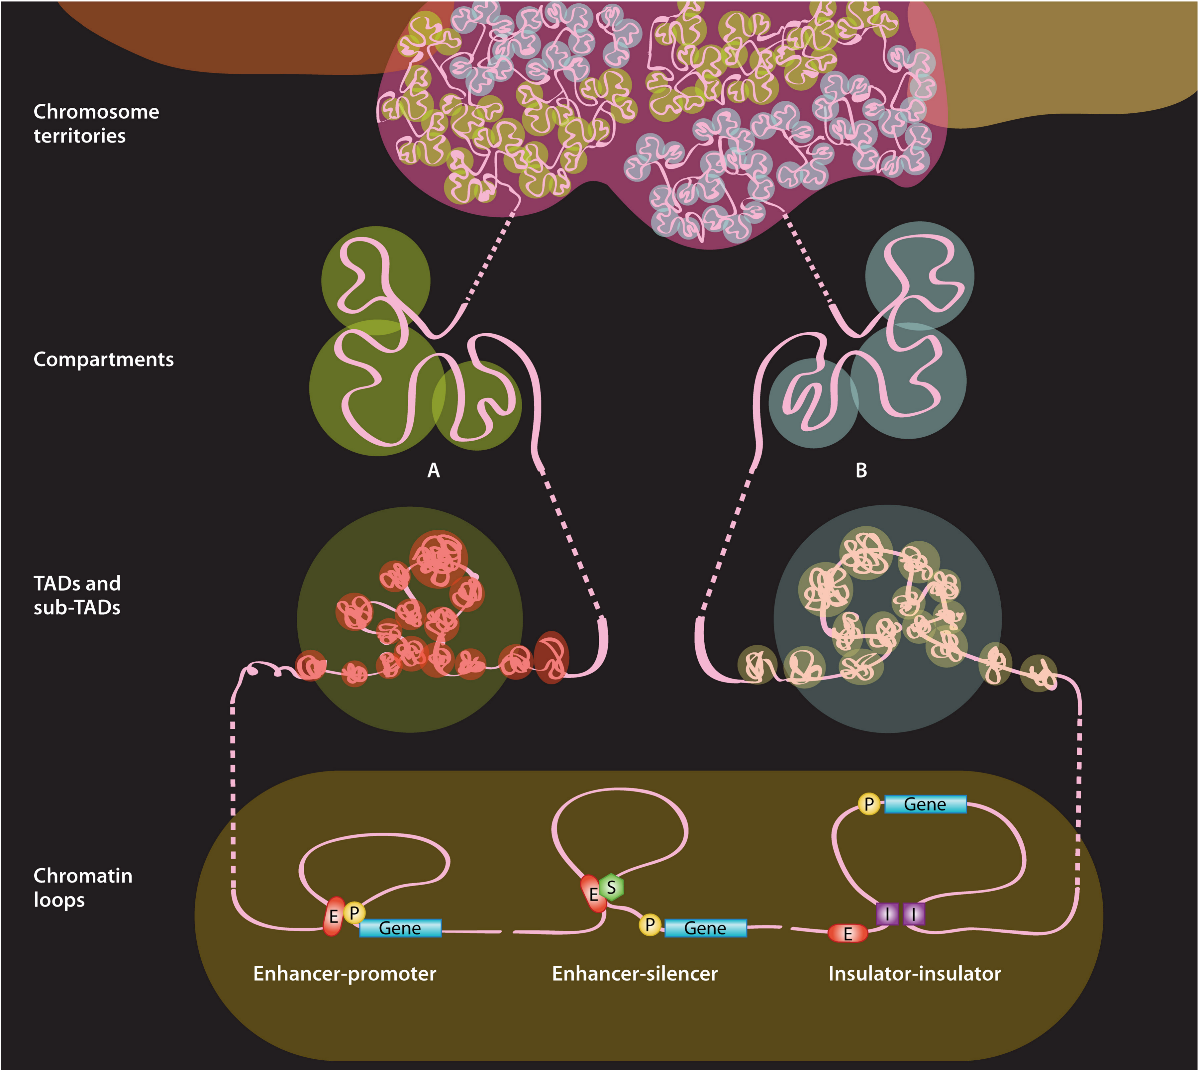 Chromosome
territories
Compartments
A
B
TADs and
sub-TADs
Chromatin
loops
P
Gene
E
S
E
P
Gene
P
Gene
I
I
E
Enhancer-promoter
Enhancer-silencer
Insulator-insulator